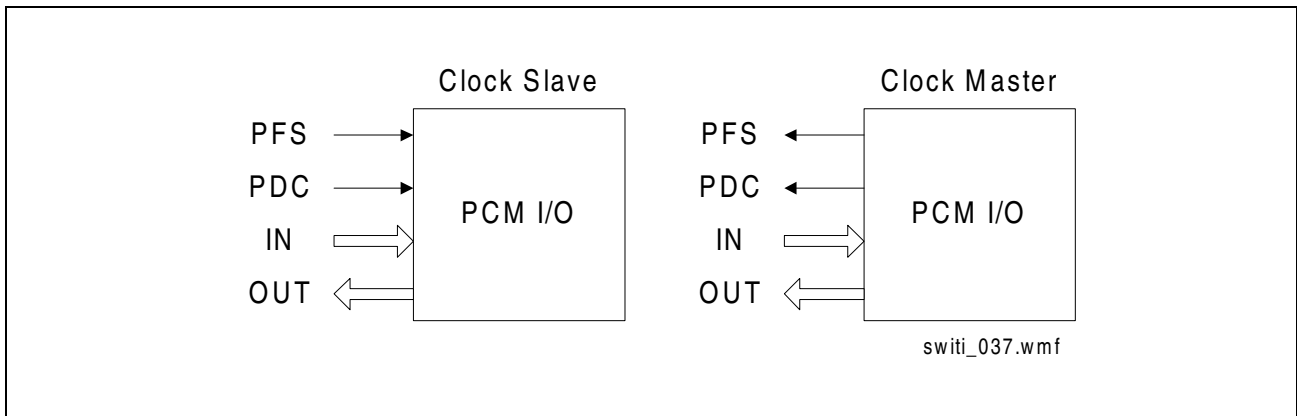 Clock Slave
PFS
PDC
IN
OUT
PCM I/O
Clock Master
PFS
PDC
IN
OUT
PCM I/O
switi_037.wmf